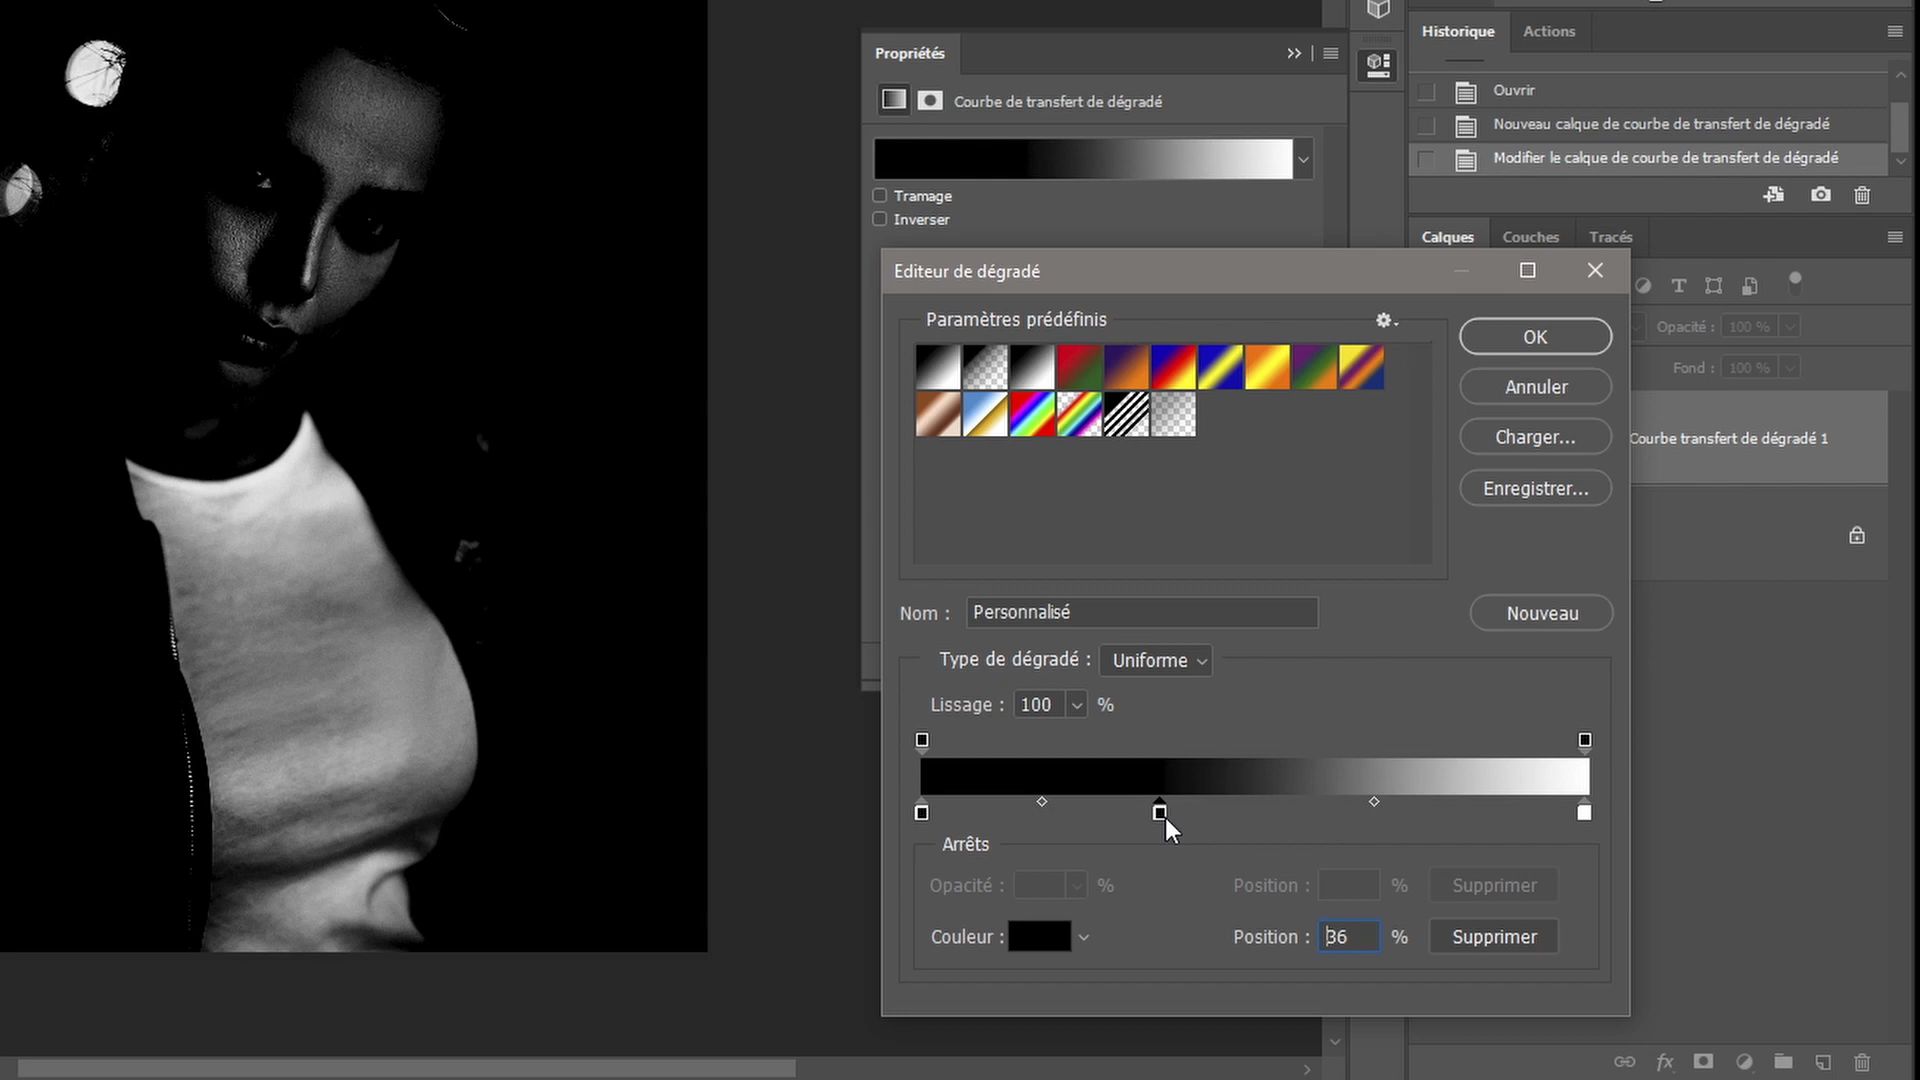 Propriétés
Courbe de transfert de dégradé
Tramage
Inverser
Historique
Actions
Ouvrir
Nouveau calque de courbe de transfert de dégradé
Modifier le calque de courbe de transfert de dégradé
Calques
Couches
Tracés
T
Opacité : 100 %
Fond : 100 %
Courbe transfert de dégradé 1
Editeur de dégradé
Paramètres prédéfinis
OK
Annuler
Charger...
Enregistrer...
Nom : Personnalisé
Nouveau
Type de dégradé : Uniforme
Lissage : 100 %
Arrêts
Opacité : %
Position : %
Supprimer
Couleur :
Position : 36 %
Supprimer
fx